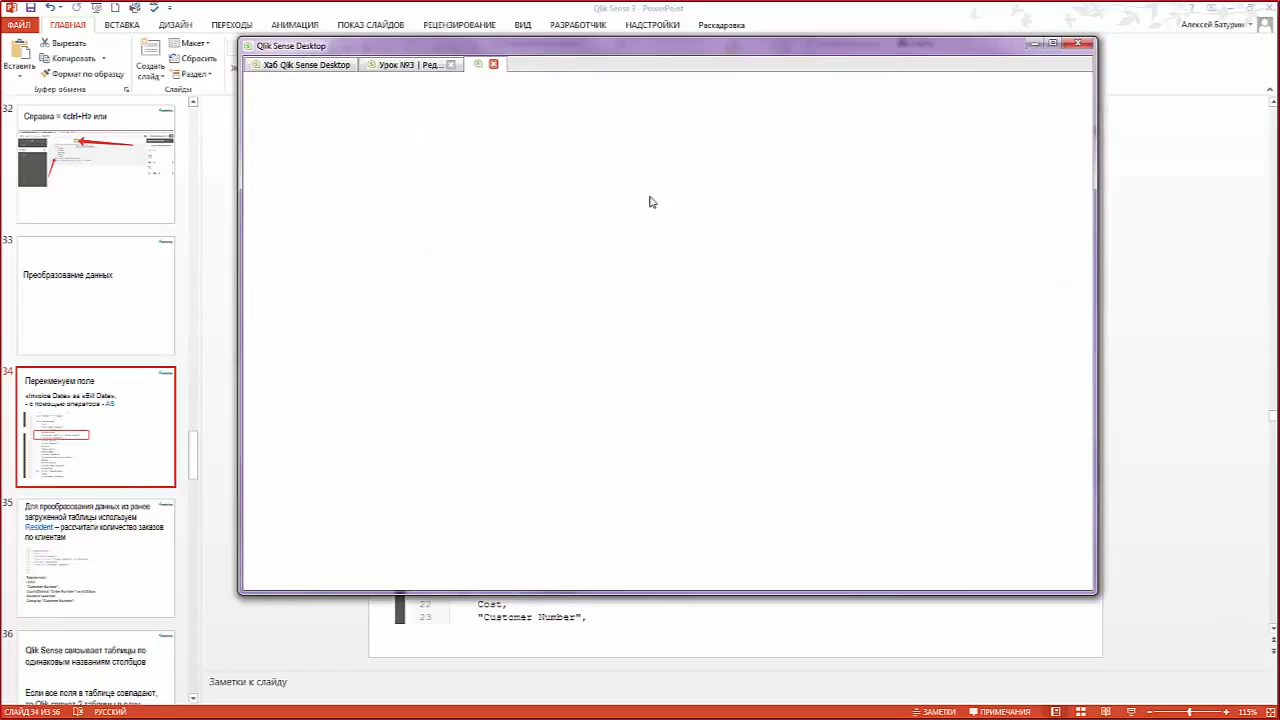 Qlik Sense 3 - PowerPoint
ФАЙЛ ГЛАВНАЯ ВСТАВКА ДИЗАЙН ПЕРЕХОДЫ АНИМАЦИЯ ПОКАЗ СЛАЙДОВ РЕЦЕНЗИРОВАНИЕ ВИД РАЗРАБОТЧИК НАДСТРОЙКИ Раскадровка
Алексей Батурин
Вставить
Вырезать
Копировать
Формат по образцу
Буфер обмена
Создать
слайд
Макет
Сбросить
Раздел
Слайды
Qlik Sense Desktop
Хаб Qlik Sense Desktop
Урок №3 | Ред...
32
Справка = «ctrl+H» или
33
Преобразование данных
34
Переименуем поле
«Invoice Date» as «Bill Date»,
- с помощью оператора - AS
35
Для преобразования данных из ранее
загруженной таблицы используем
Resident – рассчитали количество заказов
по клиентам
36
Qlik Sense связывает таблицы по
одинаковым названиям столбцов
Если все поля в таблице совпадают,
22 Cost,
23 "Customer Number",
Заметки к слайду
СЛАЙД 34 ИЗ 56
РУССКИЙ
ЗАМЕТКИ
ПРИМЕЧАНИЯ
115%